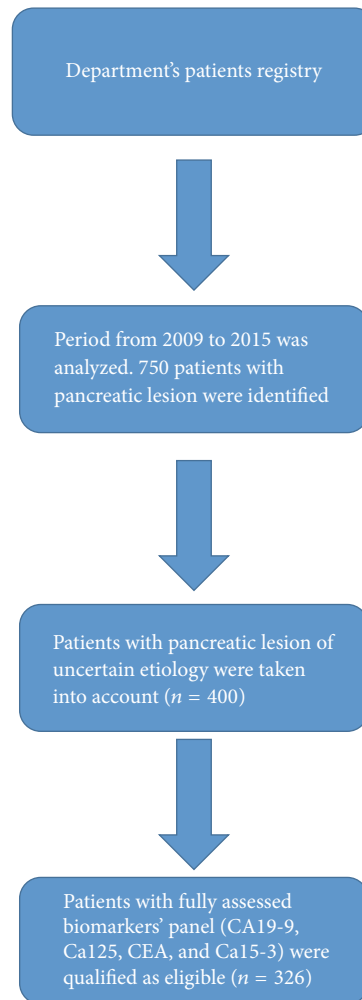 Department’s patients registry
Period from 2009 to 2015 was
analyzed. 750 patients with
pancreatic lesion were identified
Patients with pancreatic lesion of
uncertain etiology were taken
into account (n = 400)
Patients with fully assessed
biomarkers’ panel (CA19-9,
Ca125, CEA, and Ca15-3) were
qualified as eligible (n = 326)